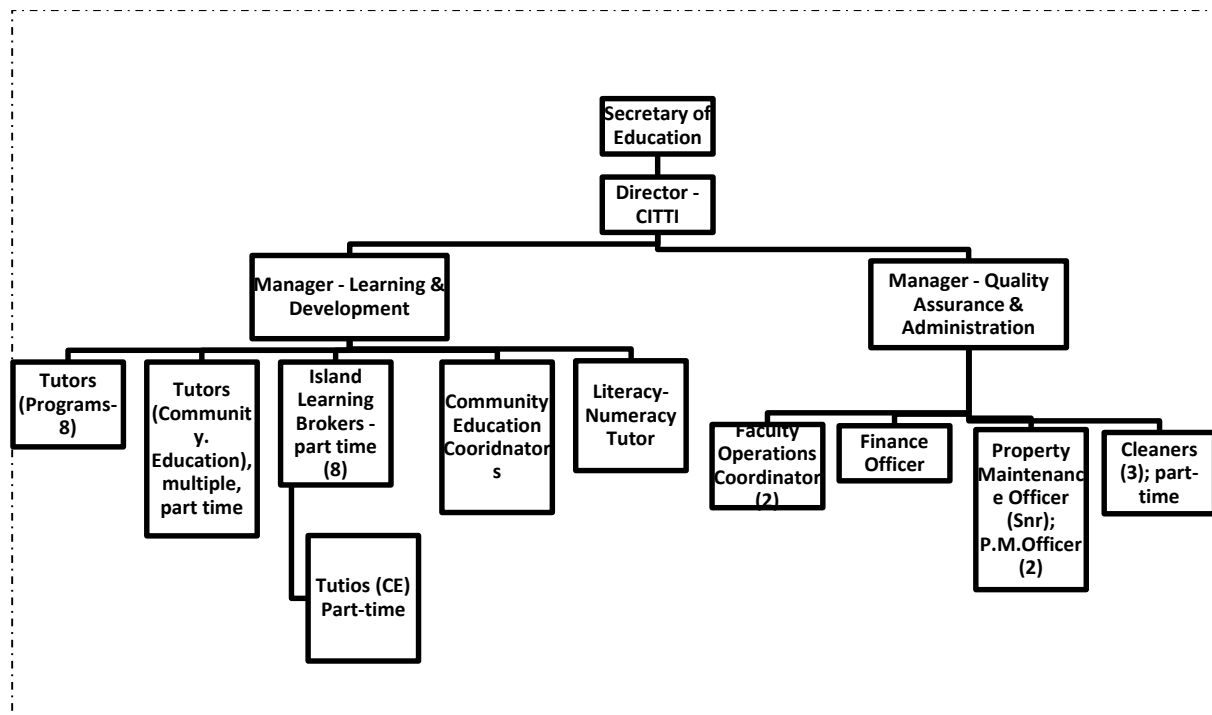 Secretary of
Education
Director -
CITTI
Manager - Learning &
Development
Manager - Quality
Assurance &
Administration
Tutors
(Programs-
8)
Tutors
(Communit
y.
Education),
multiple,
part time
Island
Learning
Brokers -
part time
(8)
Community
Education
Cooridnator
s
Literacy-
Numeracy
Tutor
Faculty
Operations
Coordinator
(2)
Finance
Officer
Property
Maintenanc
e Officer
(Snr);
P.M.Officer
(2)
Cleaners
(3); part-
time
Tutios (CE)
Part-time